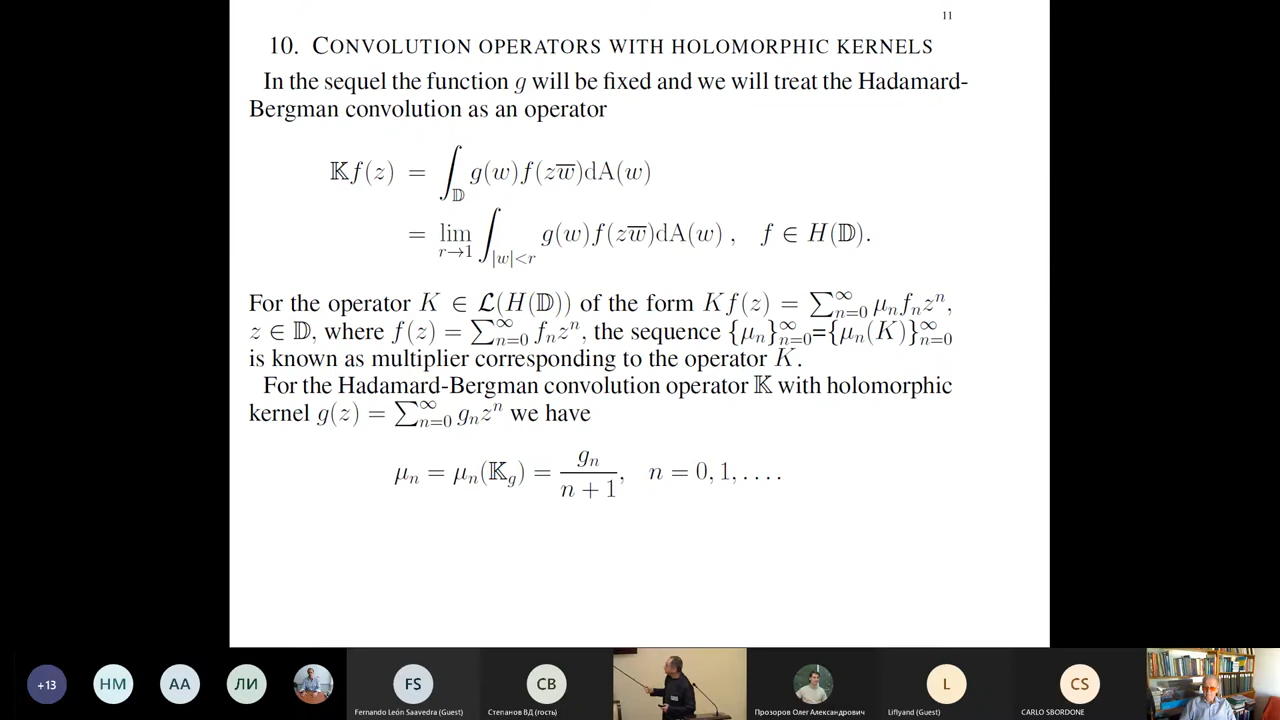 11
10. CONVOLUTION OPERATORS WITH HOLOMORPHIC KERNELS
In the sequel the function g will be fixed and we will treat the Hadamard-
Bergman convolution as an operator
𝕂f(z) = ∫_𝔻 g(w)f(zw̅)dA(w)
= lim_{r→1} ∫_{|w|<r} g(w)f(zw̅)dA(w) , f ∈ H(𝔻).
For the operator K ∈ 𝓛(H(𝔻)) of the form Kf(z) = ∑_{n=0}^∞ μ_n f_n z^n,
z ∈ 𝔻, where f(z) = ∑_{n=0}^∞ f_n z^n, the sequence {μ_n}_{n=0}^∞={μ_n(K)}_{n=0}^∞
is known as multiplier corresponding to the operator K.
For the Hadamard-Bergman convolution operator 𝕂 with holomorphic
kernel g(z) = ∑_{n=0}^∞ g_n z^n we have
μ_n = μ_n(𝕂_g) = g_n/(n + 1), n = 0, 1, . . . .
+13 НМ АА ЛИ FS СВ L CS
Fernando León Saavedra (Guest) Степанов ВД (гость) Прозоров Олег Александрович Liflyand (Guest) CARLO SBORDONE